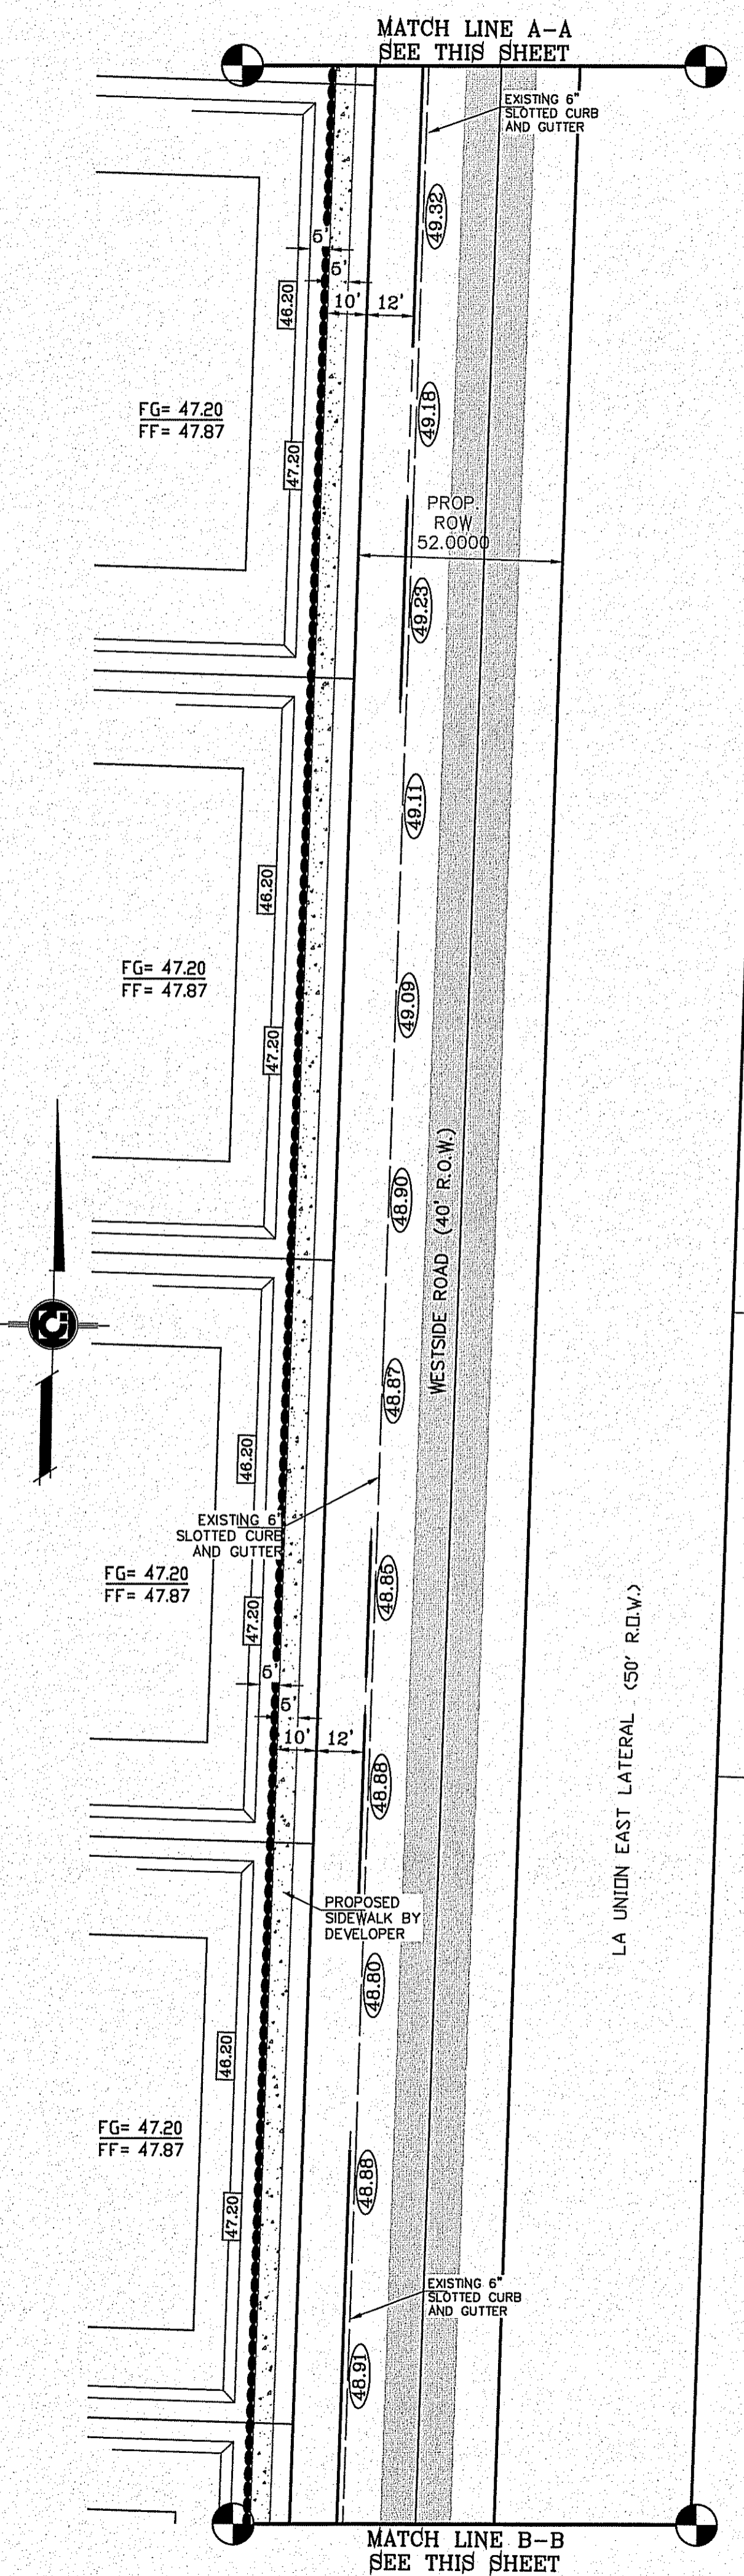 MATCH LINE A-A
SEE THIS SHEET
EXISTING 6"
SLOTTED CURB
AND GUTTER
49.32
5'
5'
10'
12'
46.20
FG= 47.20
FF= 47.87
49.18
47.20
PROP.
ROW
52.0000
49.23
49.11
46.20
FG= 47.20
FF= 47.87
49.09
47.20
48.90
WESTSIDE ROAD (40' R.O.W.)
48.87
46.20
EXISTING 6"
SLOTTED CURB
AND GUTTER
FG= 47.20
FF= 47.87
48.85
47.20
LA UNION EAST LATERAL (50' R.O.W.)
5'
5'
10'
12'
48.88
PROPOSED
SIDEWALK BY
DEVELOPER
48.80
46.20
FG= 47.20
FF= 47.87
48.88
47.20
EXISTING 6"
SLOTTED CURB
AND GUTTER
48.91
MATCH LINE B-B
SEE THIS SHEET